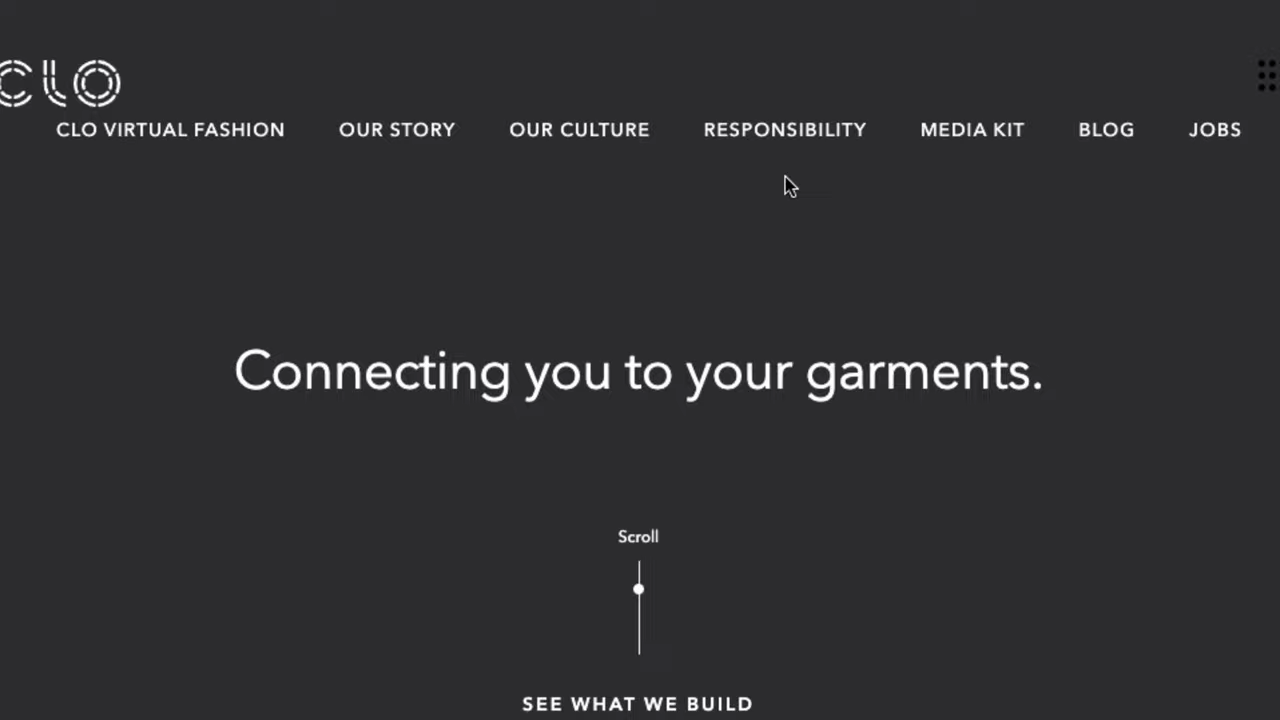 CLO
CLO VIRTUAL FASHION OUR STORY OUR CULTURE RESPONSIBILITY MEDIA KIT BLOG JOBS
Connecting you to your garments.
Scroll
SEE WHAT WE BUILD